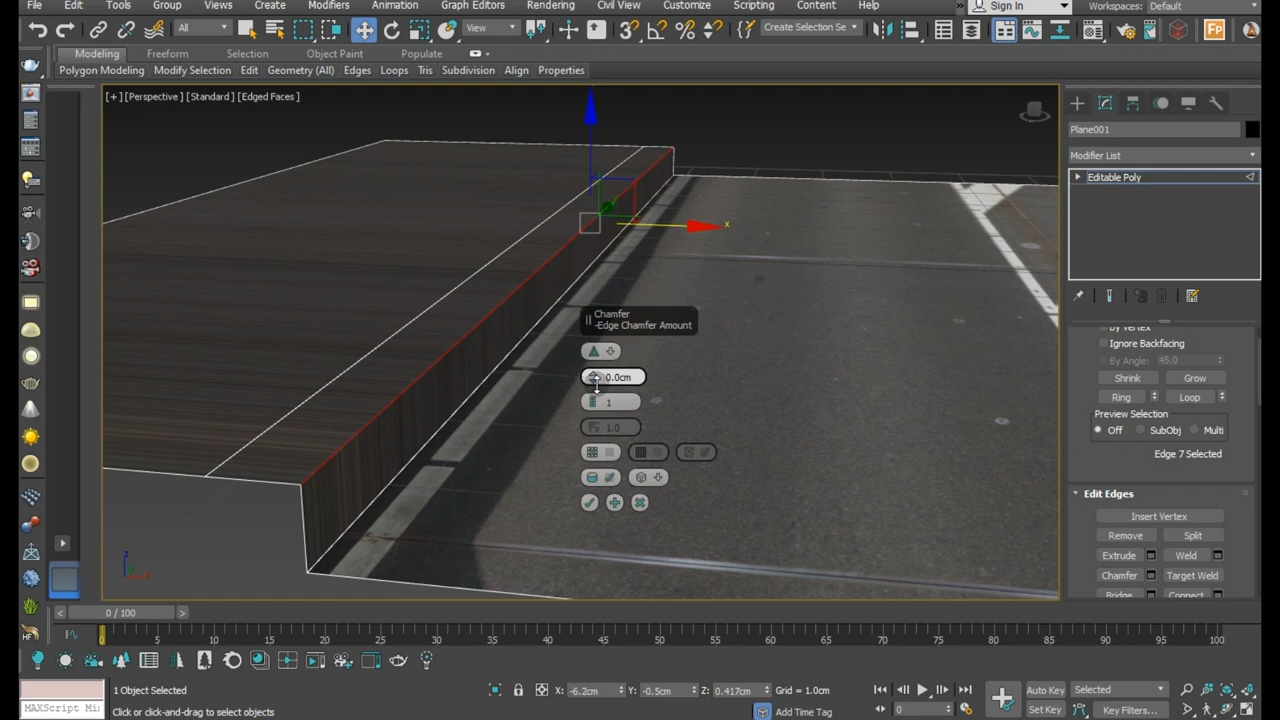 File Edit Tools Group Views Create Modifiers Animation Graph Editors Rendering Civil View Customize Scripting Content Help » Sign In Workspaces: Default
All View Create Selection Se
Modeling Freeform Selection Object Paint Populate
Polygon Modeling Modify Selection Edit Geometry (All) Edges Loops Tris Subdivision Align Properties
[+] [Perspective] [Standard] [Edged Faces]
Plane001
Modifier List
Editable Poly
By Vertex
Ignore Backfacing
By Angle: 45.0
Shrink Grow
Ring Loop
Preview Selection
Off SubObj Multi
Edge 7 Selected
Edit Edges
Insert Vertex
Remove Split
Extrude Weld
Chamfer Target Weld
Bridge Connect
Chamfer
-Edge Chamfer Amount
0.0cm
1
1.0
x
z
< 0 / 100 >
0 5 10 15 20 25 30 35 40 45 50 55 60 65 70 75 80 85 90 95 100
1 Object Selected X: -6.2cm Y: -0.5cm Z: 0.417cm Grid = 1.0cm Auto Key Selected
MAXScript Mi Click or click-and-drag to select objects Add Time Tag 0 Set Key Key Filters...